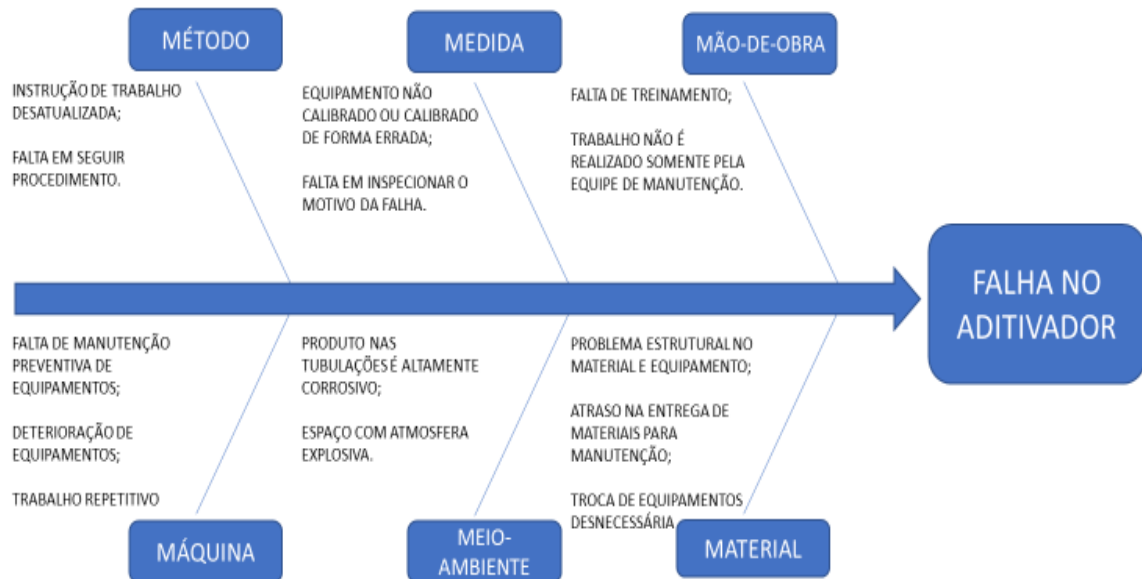 MÉTODO
INSTRUÇÃO DE TRABALHO
DESATUALIZADA;
FALTA EM SEGUIR
PROCEDIMENTO.
MEDIDA
EQUIPAMENTO NÃO
CALIBRADO OU CALIBRADO
DE FORMA ERRADA;
FALTA EM INSPECIONAR O
MOTIVO DA FALHA.
MÃO-DE-OBRA
FALTA DE TREINAMENTO;
TRABALHO NÃO É
REALIZADO SOMENTE PELA
EQUIPE DE MANUTENÇÃO.
FALHA NO
ADITIVADOR
FALTA DE MANUTENÇÃO
PREVENTIVA DE
EQUIPAMENTOS;
DETERIORAÇÃO DE
EQUIPAMENTOS;
TRABALHO REPETITIVO
MÁQUINA
PRODUTO NAS
TUBULAÇÕES É ALTAMENTE
CORROSIVO;
ESPAÇO COM ATMOSFERA
EXPLOSIVA.
MEIO-
AMBIENTE
PROBLEMA ESTRUTURAL NO
MATERIAL E EQUIPAMENTO;
ATRASO NA ENTREGA DE
MATERIAIS PARA
MANUTENÇÃO;
TROCA DE EQUIPAMENTOS
DESNECESSÁRIA
MATERIAL